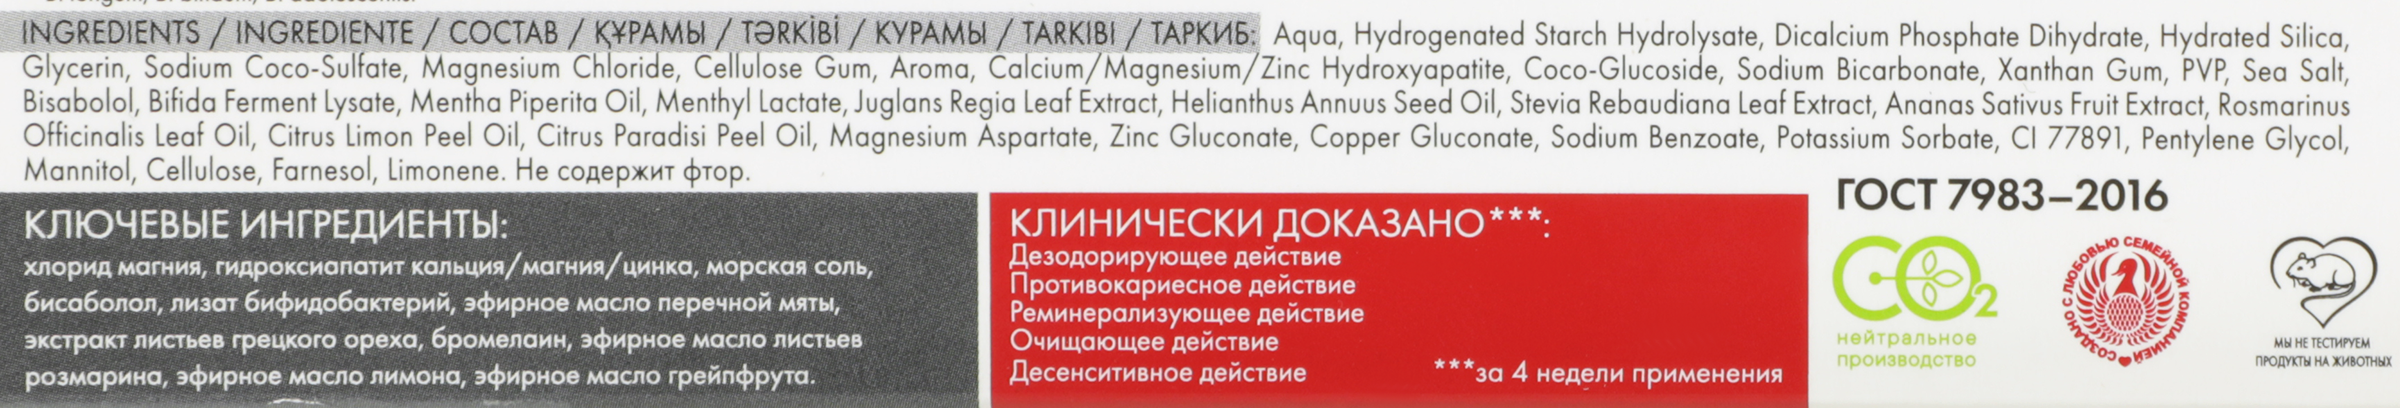 INGREDIENTS / INGREDIENTE / СОСТАВ / ҚҰРАМЫ / TƏRKİBİ / КУРАМЫ / TARKIBI / ТАРКИБ: Aqua, Hydrogenated Starch Hydrolysate, Dicalcium Phosphate Dihydrate, Hydrated Silica,
Glycerin, Sodium Coco-Sulfate, Magnesium Chloride, Cellulose Gum, Aroma, Calcium/Magnesium/Zinc Hydroxyapatite, Coco-Glucoside, Sodium Bicarbonate, Xanthan Gum, PVP, Sea Salt,
Bisabolol, Bifida Ferment Lysate, Mentha Piperita Oil, Menthyl Lactate, Juglans Regia Leaf Extract, Helianthus Annuus Seed Oil, Stevia Rebaudiana Leaf Extract, Ananas Sativus Fruit Extract, Rosmarinus
Officinalis Leaf Oil, Citrus Limon Peel Oil, Citrus Paradisi Peel Oil, Magnesium Aspartate, Zinc Gluconate, Copper Gluconate, Sodium Benzoate, Potassium Sorbate, CI 77891, Pentylene Glycol,
Mannitol, Cellulose, Farnesol, Limonene. Не содержит фтор.
КЛЮЧЕВЫЕ ИНГРЕДИЕНТЫ:
хлорид магния, гидроксиапатит кальция/магния/цинка, морская соль,
бисаболол, лизат бифидобактерий, эфирное масло перечной мяты,
экстракт листьев грецкого ореха, бромелаин, эфирное масло листьев
розмарина, эфирное масло лимона, эфирное масло грейпфрута.
КЛИНИЧЕСКИ ДОКАЗАНО***:
Дезодорирующее действие
Противокариесное действие
Реминерализующее действие
Очищающее действие
Десенситивное действие
***за 4 недели применения
ГОСТ 7983–2016
CO2
нейтральное
производство
СОЗДАНО С ЛЮБОВЬЮ СЕМЕЙНОЙ КОМПАНИЕЙ
МЫ НЕ ТЕСТИРУЕМ
ПРОДУКТЫ НА ЖИВОТНЫХ